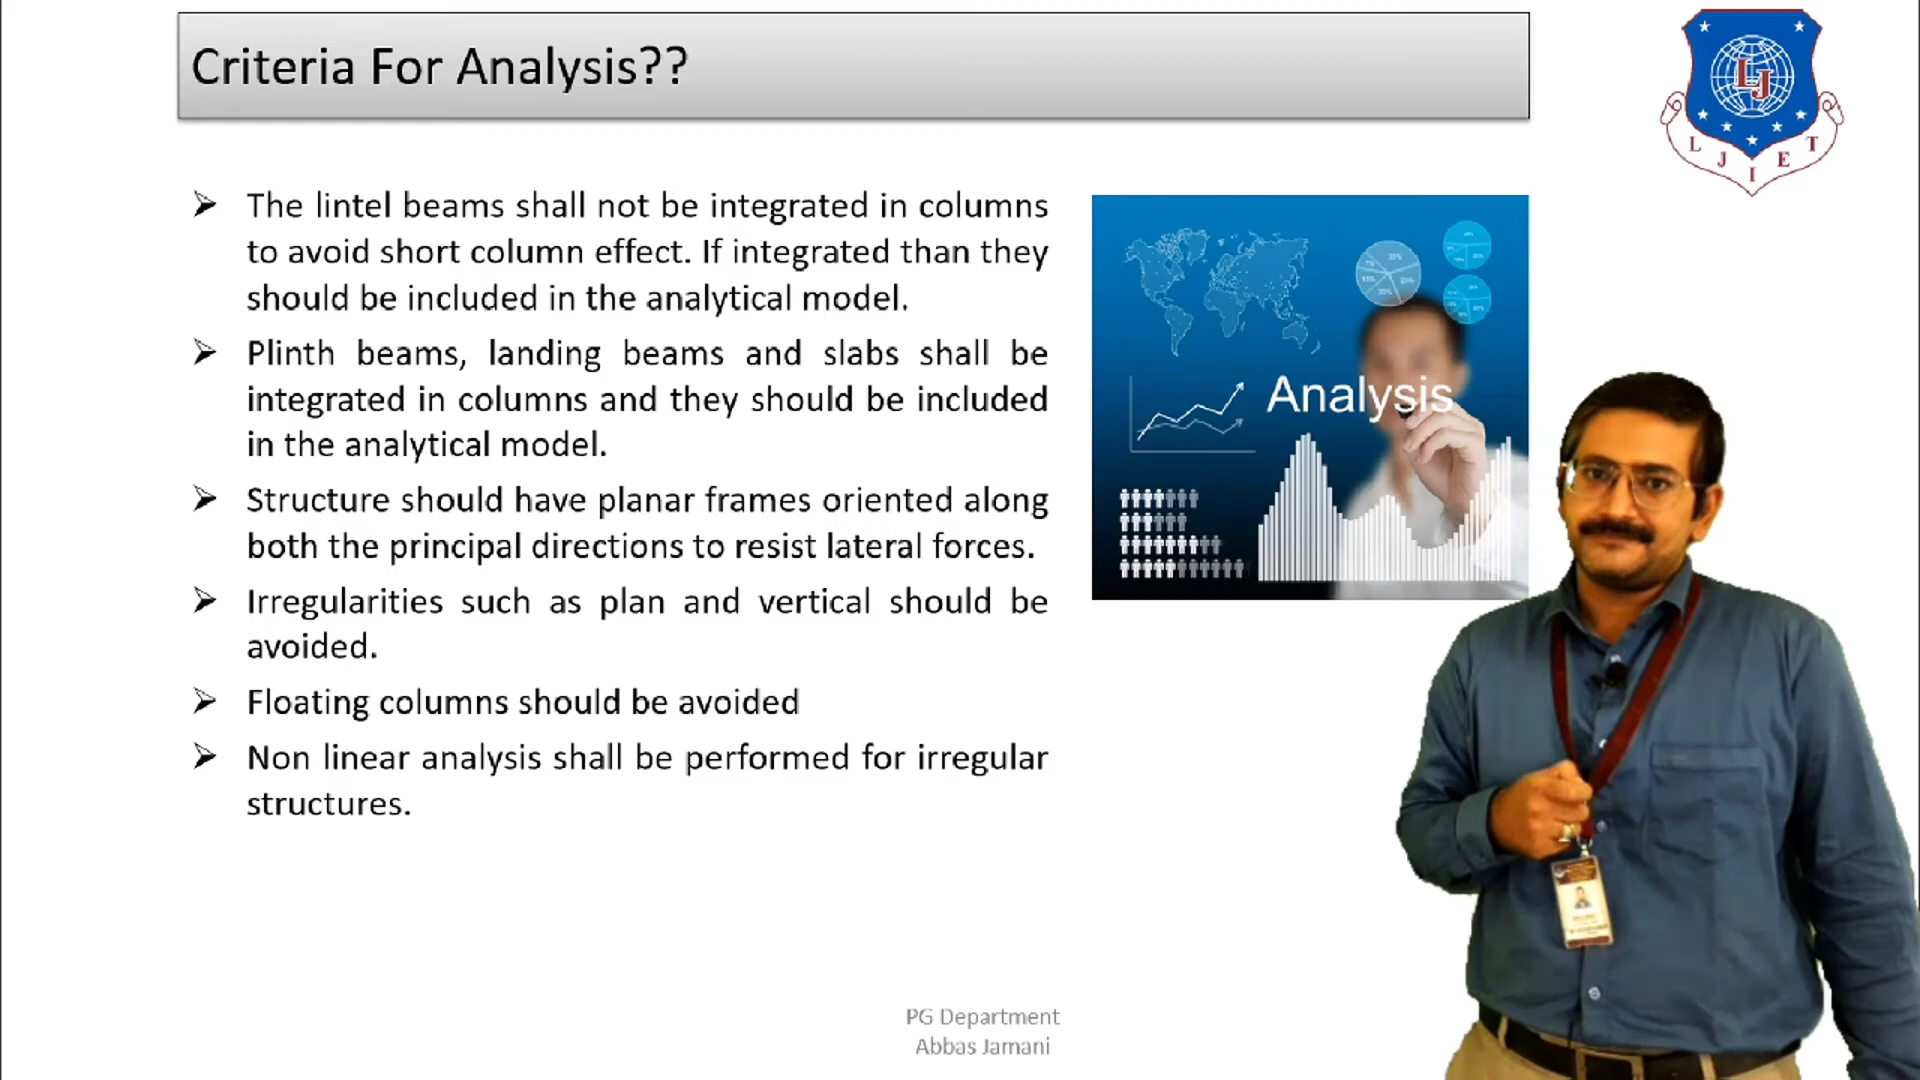 Criteria For Analysis??
L J I E T
LJ
The lintel beams shall not be integrated in columns
to avoid short column effect. If integrated than they
should be included in the analytical model.
Plinth beams, landing beams and slabs shall be
integrated in columns and they should be included
in the analytical model.
Structure should have planar frames oriented along
both the principal directions to resist lateral forces.
Irregularities such as plan and vertical should be
avoided.
Floating columns should be avoided
Non linear analysis shall be performed for irregular
structures.
Analysis
PG Department
Abbas Jamani